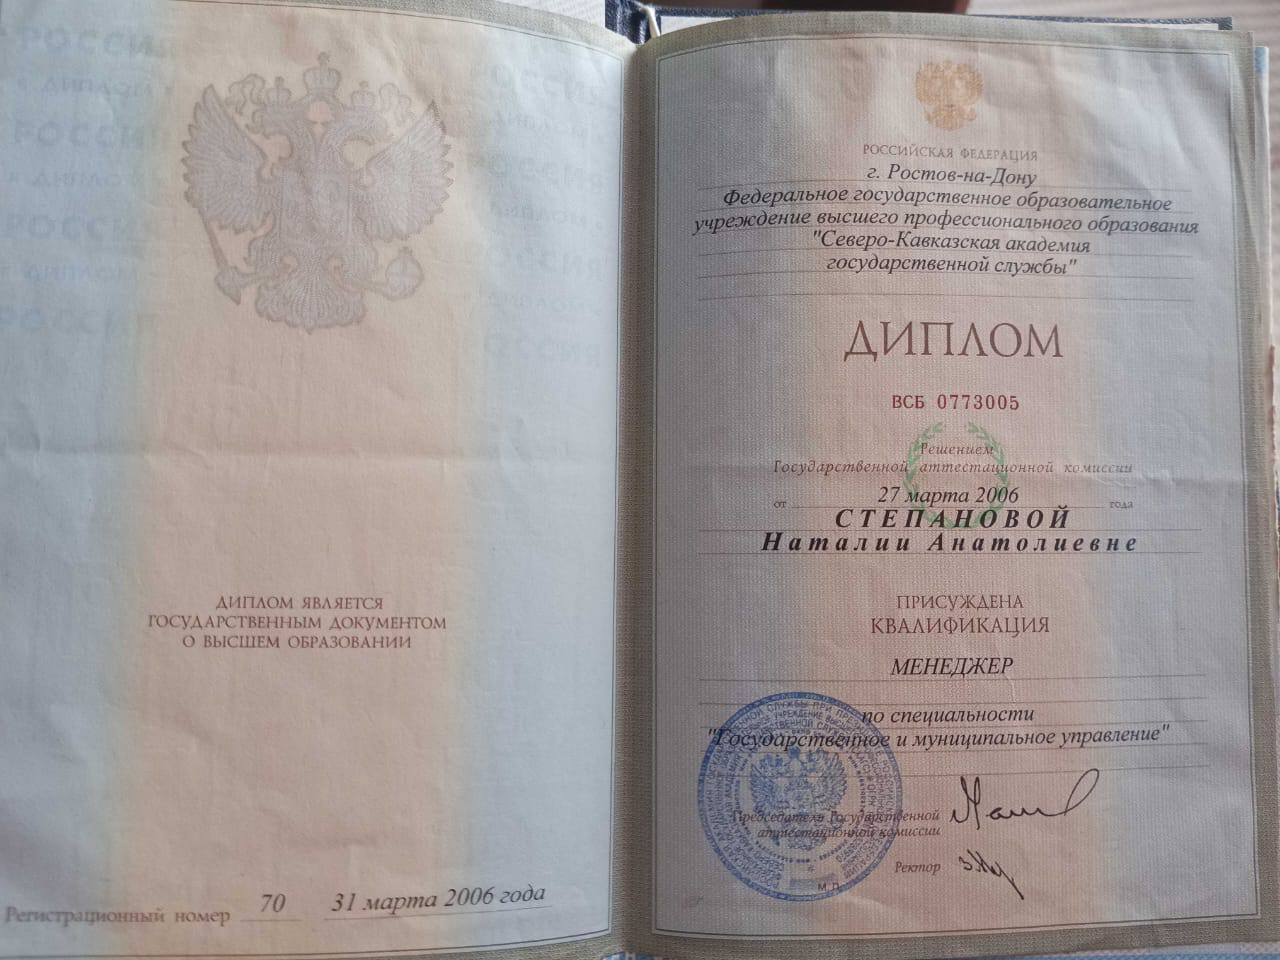 ДИПЛОМ ЯВЛЯЕТСЯ
ГОСУДАРСТВЕННЫМ ДОКУМЕНТОМ
О ВЫСШЕМ ОБРАЗОВАНИИ
Регистрационный номер 70 31 марта 2006 года
РОССИЙСКАЯ ФЕДЕРАЦИЯ
г. Ростов-на-Дону
Федеральное государственное образовательное
учреждение высшего профессионального образования
"Северо-Кавказская академия
государственной службы"
ДИПЛОМ
ВСБ 0773005
Решением
Государственной аттестационной комиссии
от 27 марта 2006 года
СТЕПАНОВОЙ
Наталии Анатолиевне
ПРИСУЖДЕНА
КВАЛИФИКАЦИЯ
МЕНЕДЖЕР
по специальности
"Государственное и муниципальное управление"
Председатель Государственной
аттестационной комиссии
Ректор
М.П.